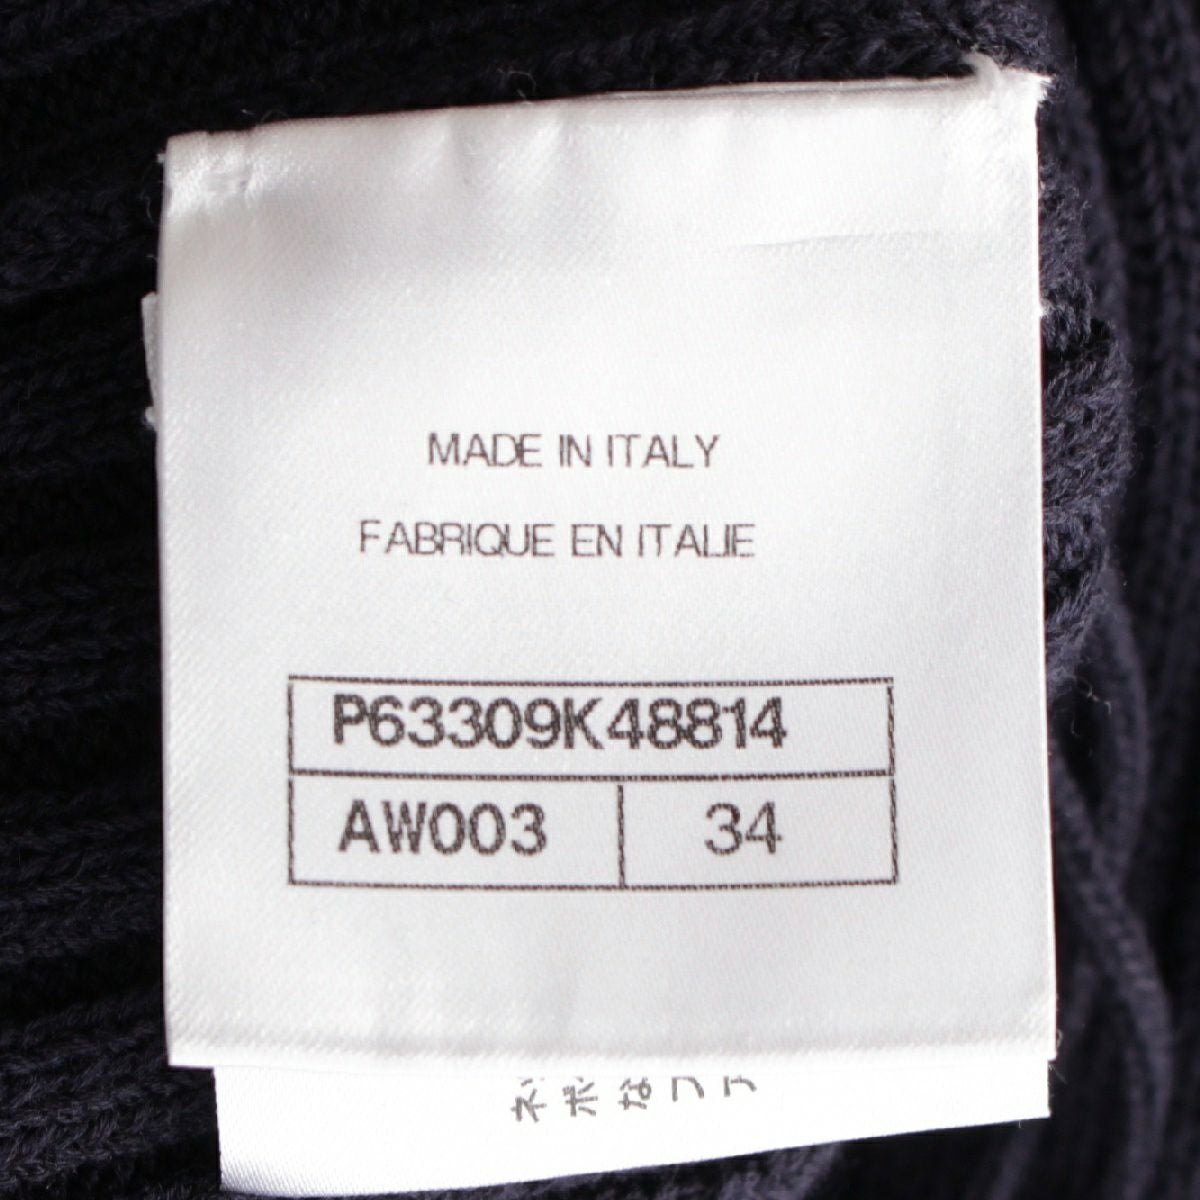 MADE IN ITALY
FABRIQUE EN ITALIE
P63309K48814
AW003 34